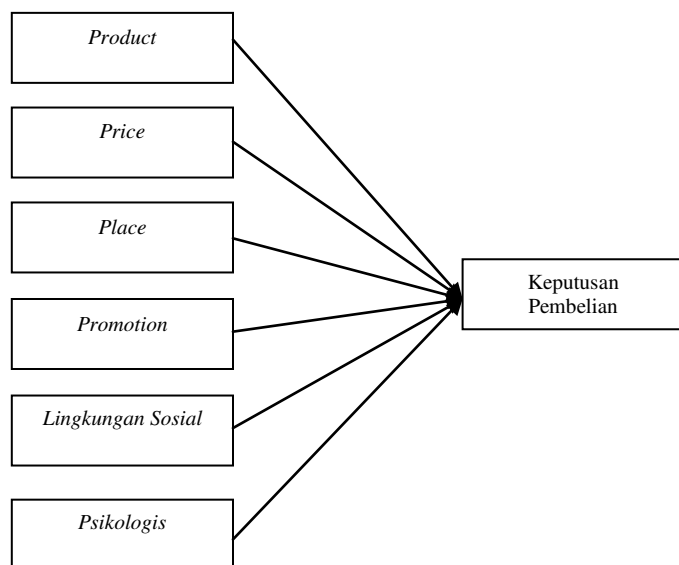 Product
Price
Place
Promotion
Lingkungan Sosial
Psikologis
Keputusan
Pembelian